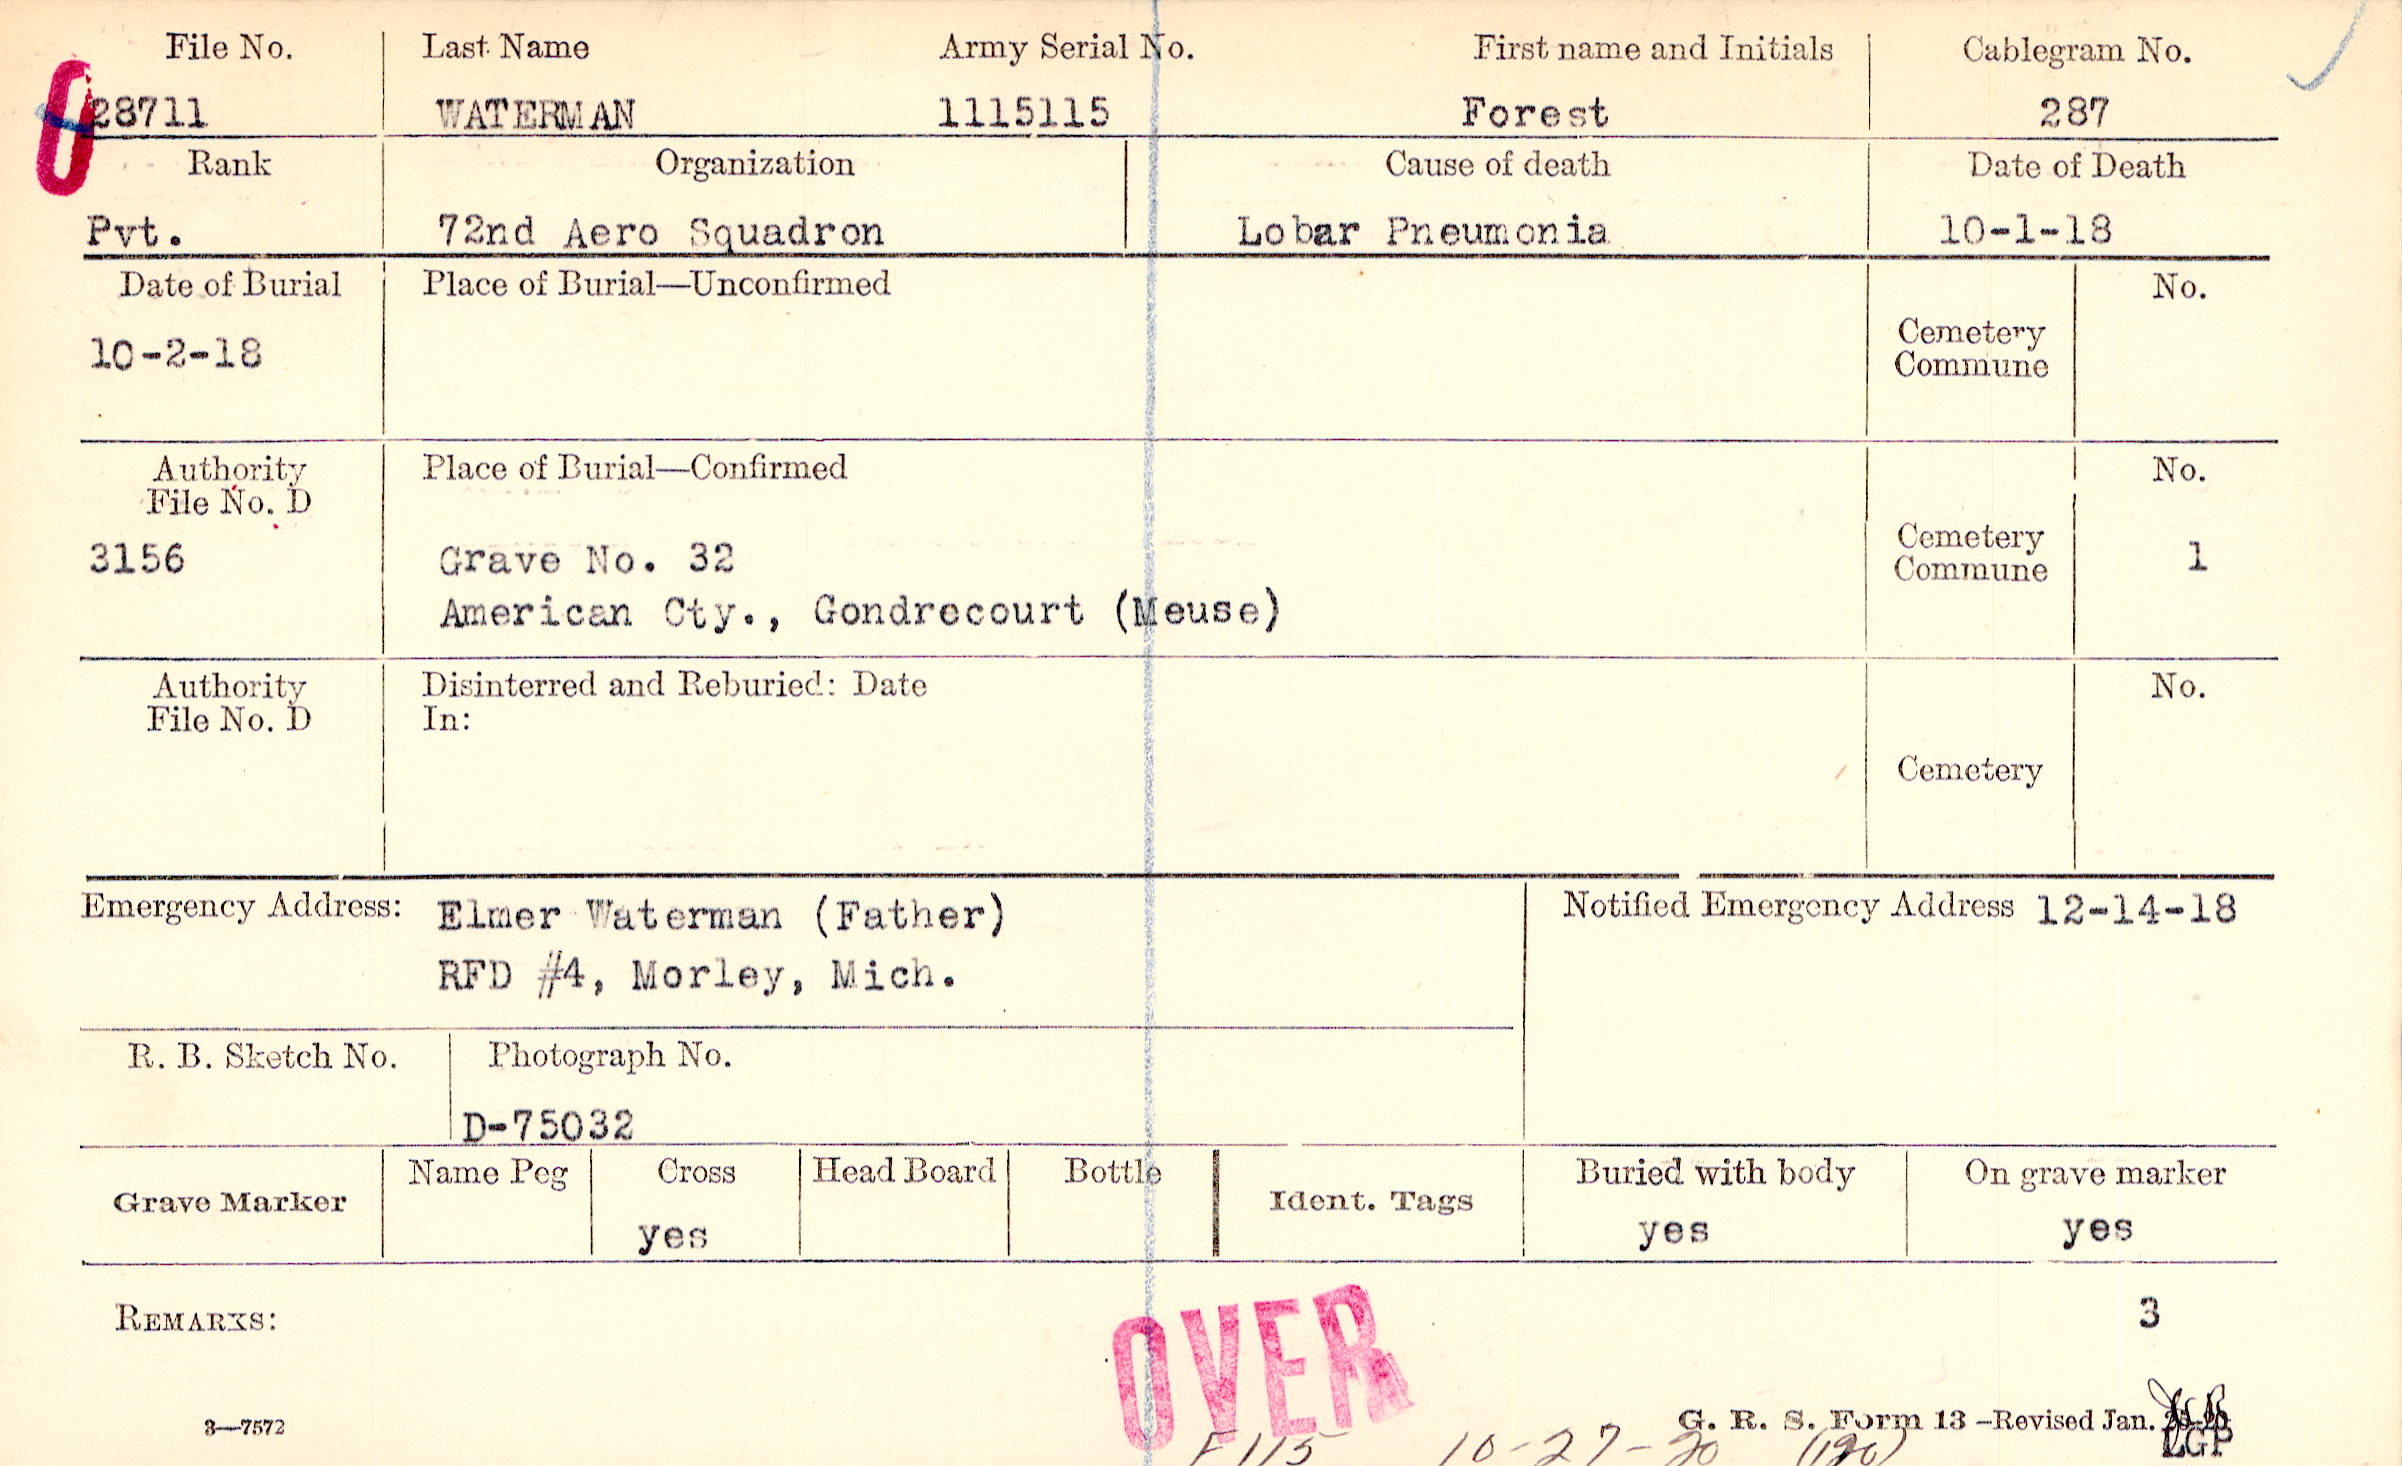 File No. Last Name Army Serial No. First name and Initials Cablegram No.
28711 WATERMAN 1115115 Forest 287
Rank Organization Cause of death Date of Death
Pvt. 72nd Aero Squadron Lobar Pneumonia 10-1-18
Date of Burial Place of Burial—Unconfirmed No.
10-2-18
Cemetery
Commune
Authority Place of Burial—Confirmed No.
File No. D
3156 Grave No. 32
American Cty., Gondrecourt (Meuse)
Cemetery
Commune 1
Authority Disinterred and Reburied: Date No.
File No. D In:
Cemetery
Emergency Address: Elmer Waterman (Father)
RFD #4, Morley, Mich.
Notified Emergency Address 12-14-18
R. B. Sketch No. Photograph No.
D-75032
Grave Marker Name Peg Cross Head Board Bottle Ident. Tags Buried with body On grave marker
yes yes yes
REMARKS: 3
OVER
3—7572 G. R. S. Form 13 –Revised Jan.
LGP
F115 10-27-20 (190)